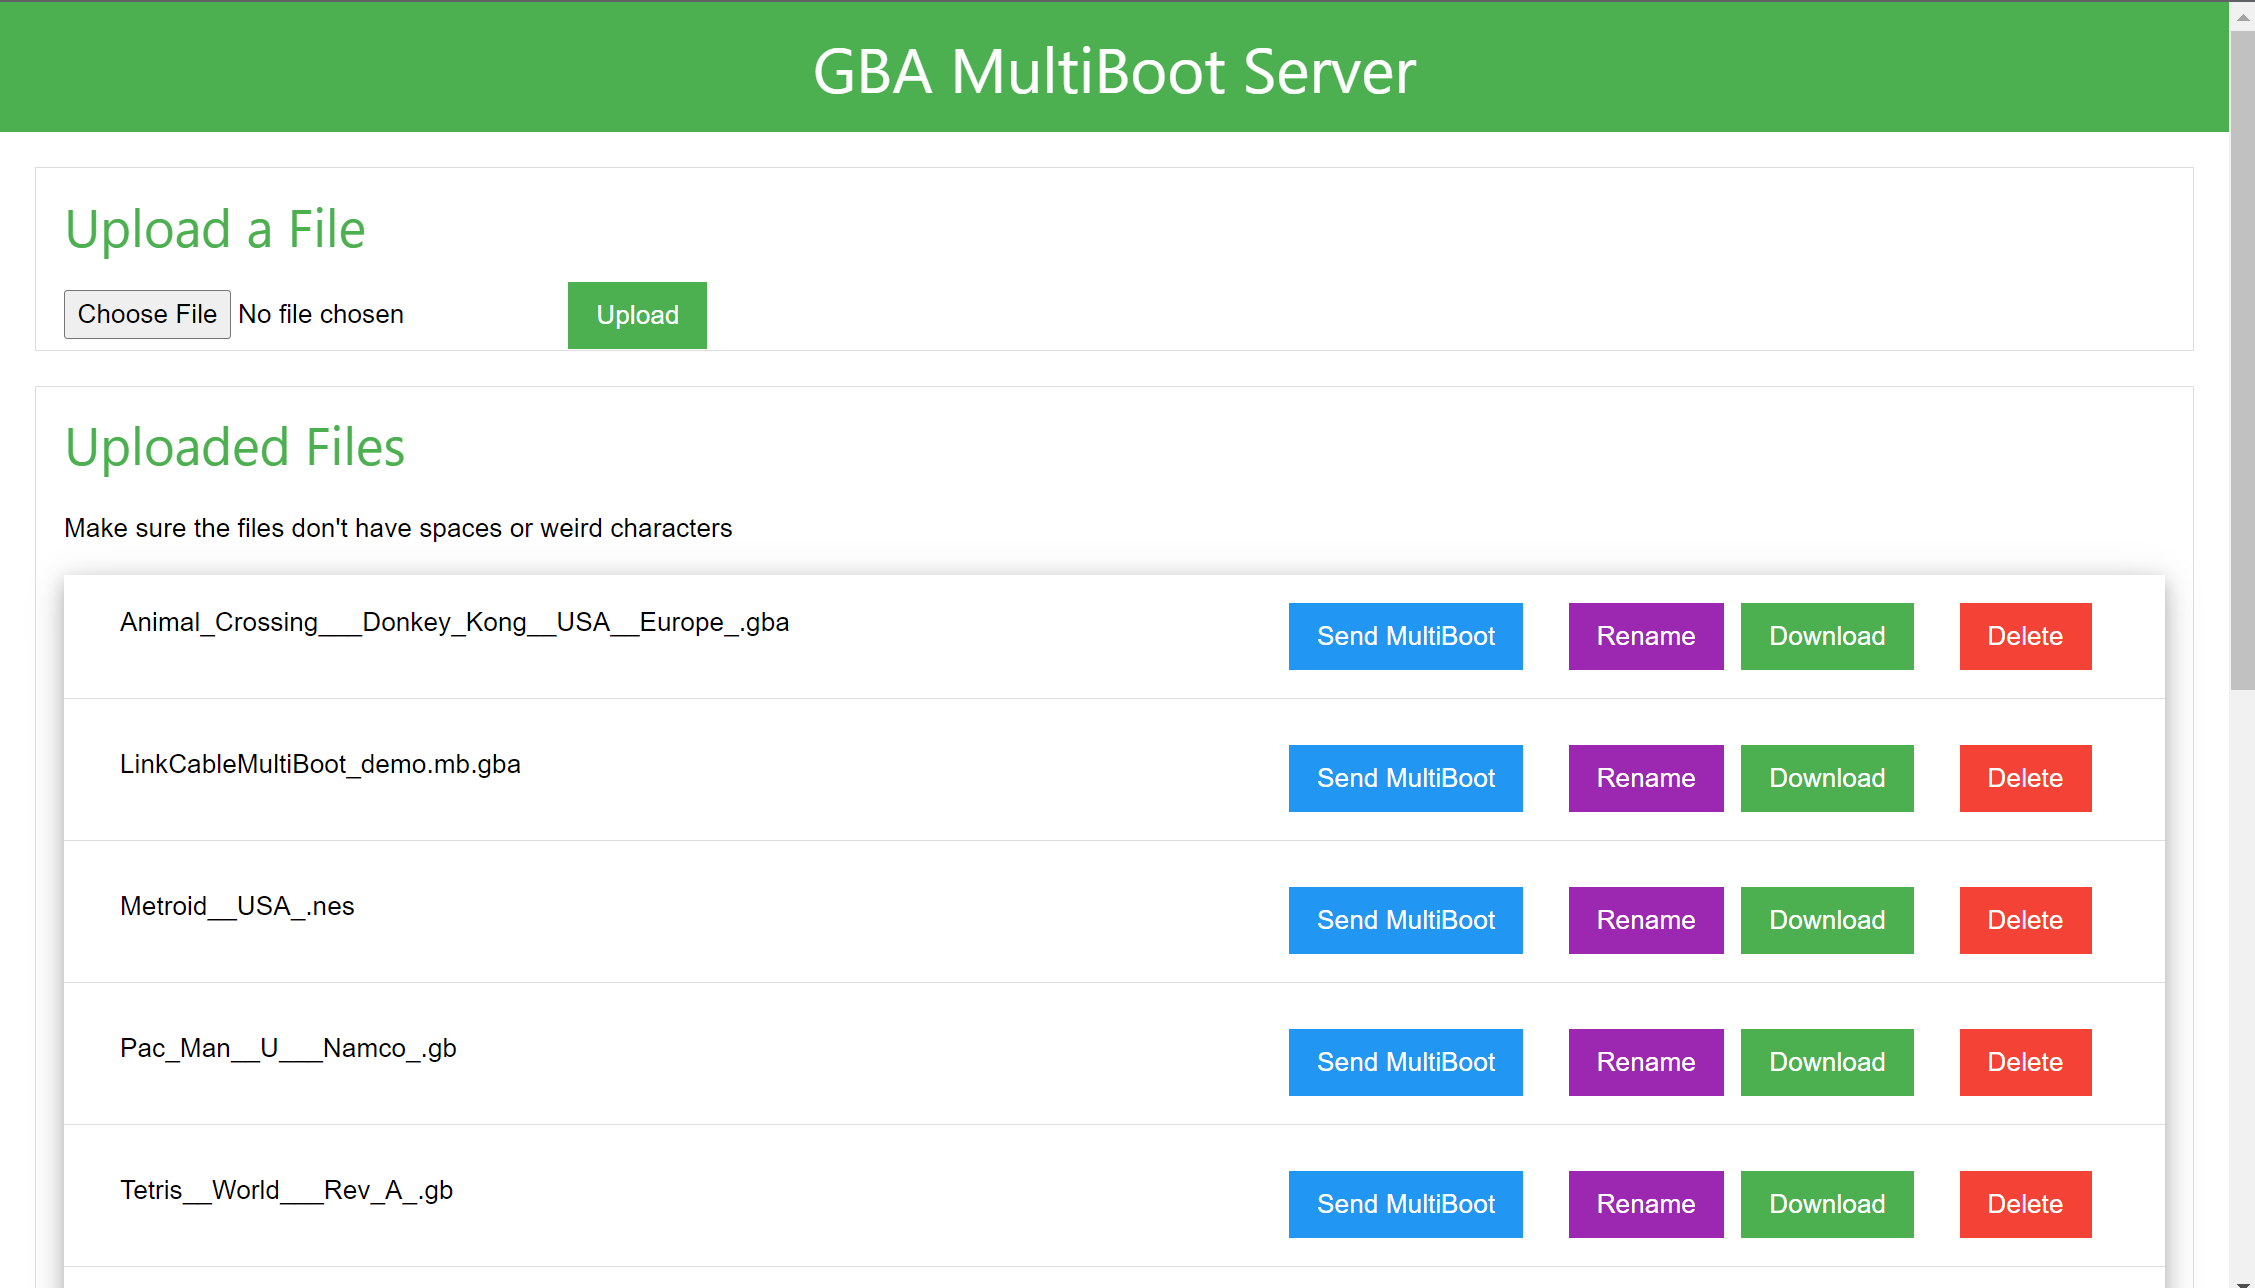 GBA MultiBoot Server
Upload a File
Choose File No file chosen Upload
Uploaded Files
Make sure the files don't have spaces or weird characters
Animal_Crossing___Donkey_Kong__USA__Europe_.gba Send MultiBoot Rename Download Delete
LinkCableMultiBoot_demo.mb.gba Send MultiBoot Rename Download Delete
Metroid__USA_.nes Send MultiBoot Rename Download Delete
Pac_Man__U___Namco_.gb Send MultiBoot Rename Download Delete
Tetris__World___Rev_A_.gb Send MultiBoot Rename Download Delete